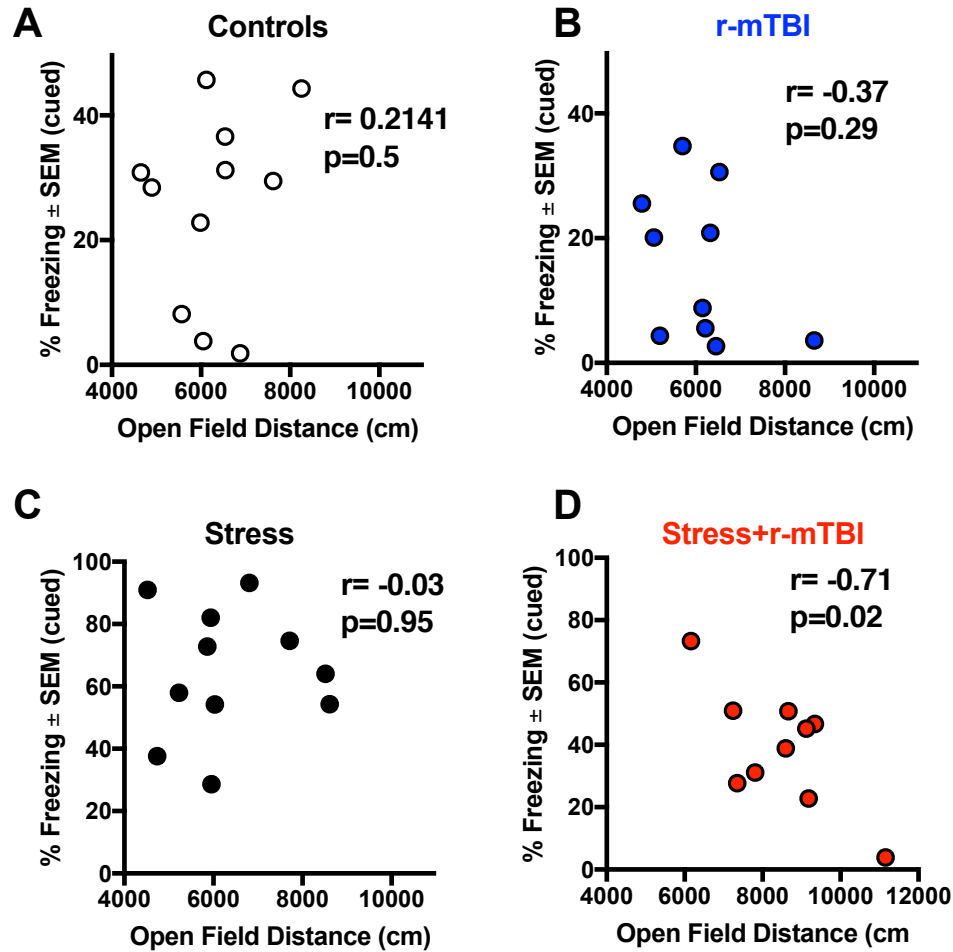 A
Controls
r= 0.2141
p=0.5
% Freezing ± SEM (cued)
40
20
0
4000 6000 8000 10000
Open Field Distance (cm)
B
r-mTBI
r= -0.37
p=0.29
% Freezing ± SEM (cued)
40
20
0
4000 6000 8000 10000
Open Field Distance (cm)
C
Stress
r= -0.03
p=0.95
% Freezing ± SEM (cued)
100
80
60
40
20
0
4000 6000 8000 10000
Open Field Distance (cm)
D
Stress+r-mTBI
r= -0.71
p=0.02
% Freezing ± SEM (cued)
100
80
60
40
20
0
4000 6000 8000 10000 12000
Open Field Distance (cm